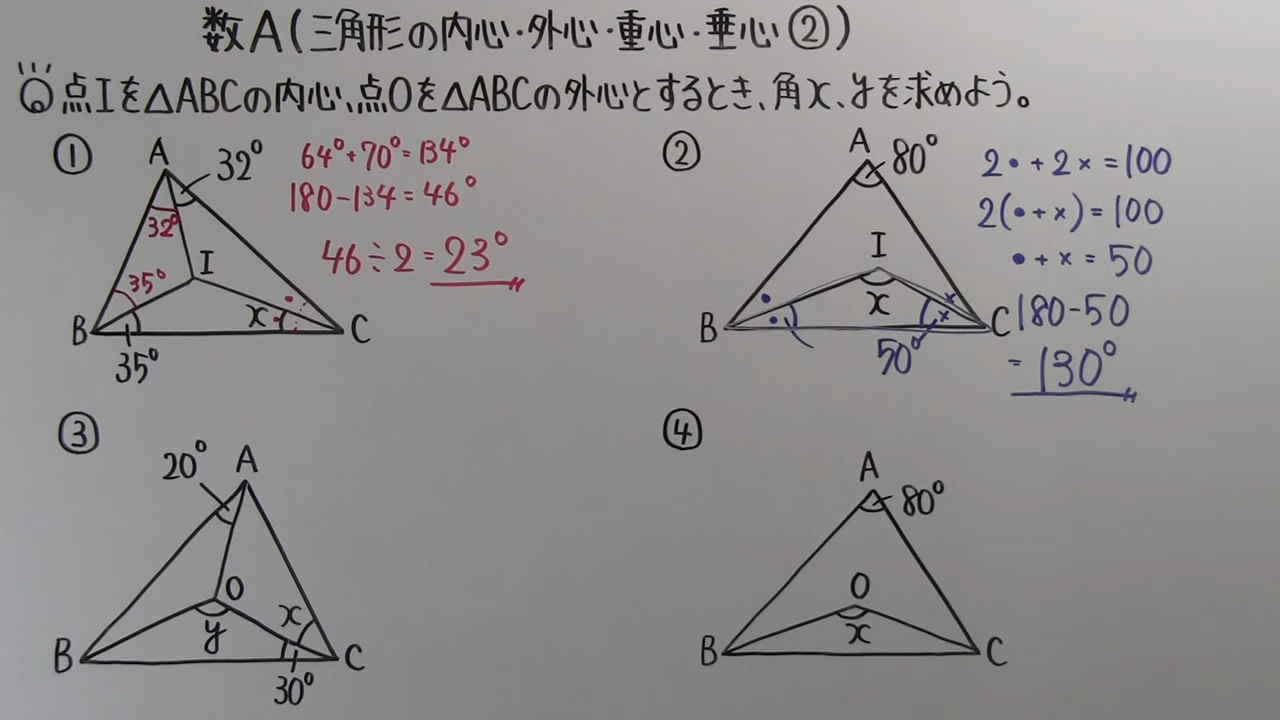 数A(三角形の内心・外心・重心・垂心②)
点Iを△ABCの内心、点Oを△ABCの外心とするとき、角x、yを求めよう。
①
A
32°
32°
I
35°
B
x
C
35°
64°+70°=134°
180-134=46°
46÷2=23°
②
A
80°
I
x
B
C
50°
2•+2x=100
2(•+x)=100
•+x=50
180-50
=130°
③
20°
A
O
x
y
B
C
30°
④
A
80°
O
x
B
C